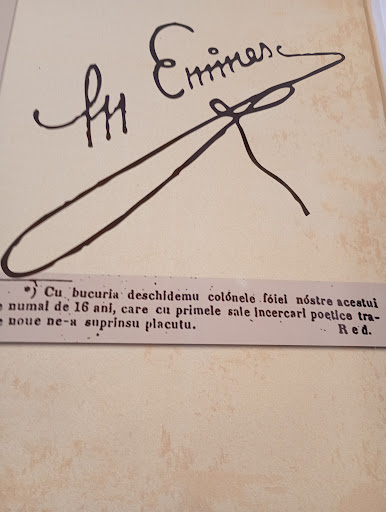 M Eminesc
*) Cu bucuria deschidemu colónele fóiei nóstre acestui
numai de 16 ani, care cu primele sale incercari poetice tra-
e noue ne-a suprinsu placutu. Red.